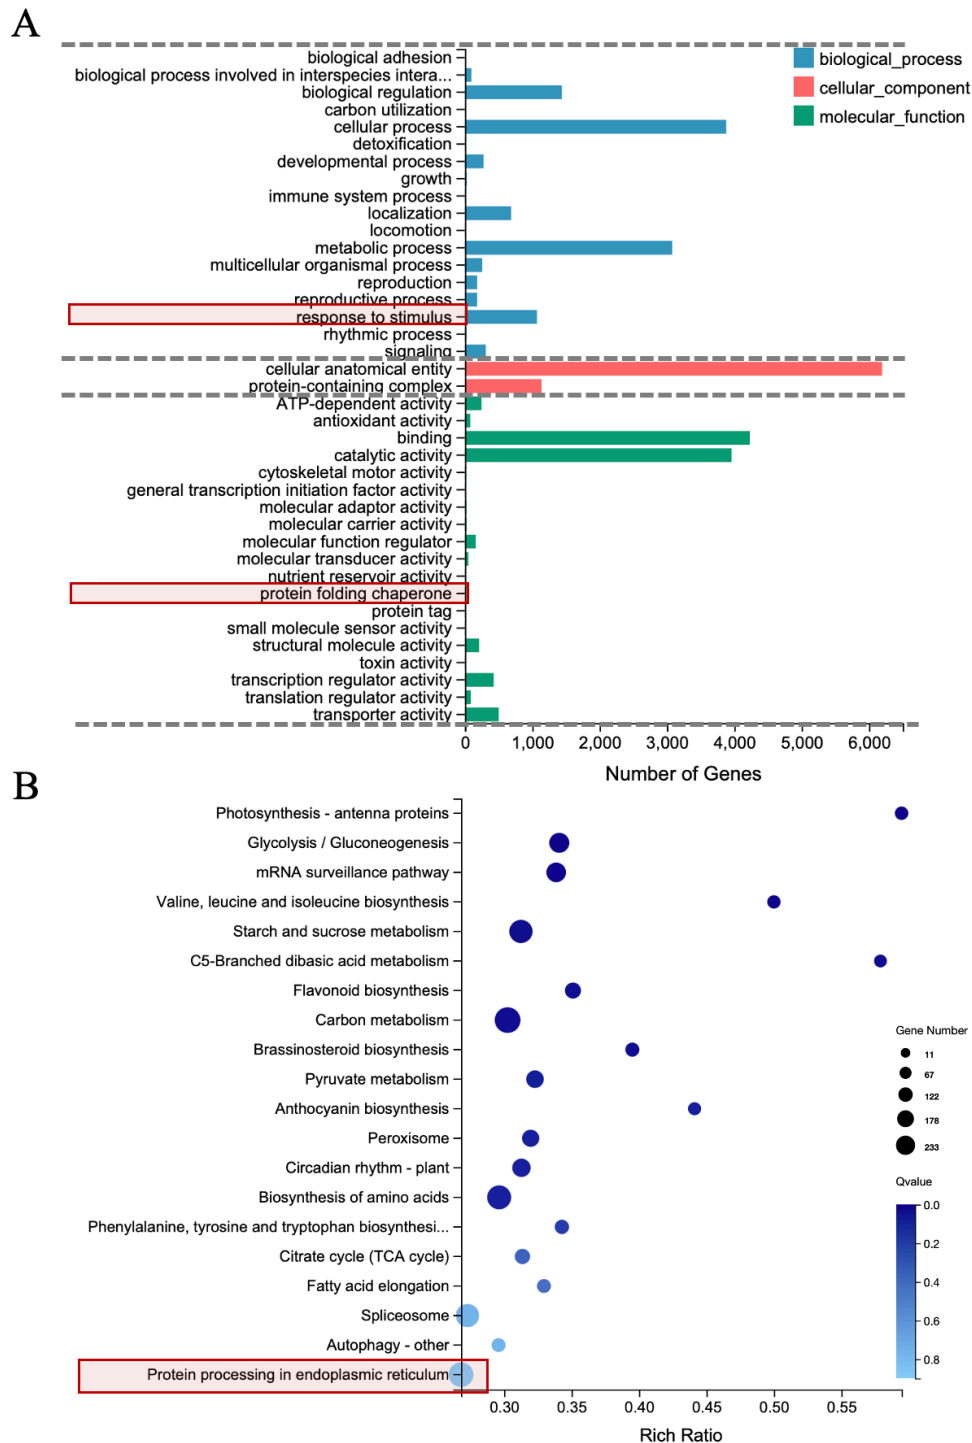 A
biological adhesion
biological process involved in interspecies intera...
biological regulation
carbon utilization
cellular process
detoxification
developmental process
growth
immune system process
localization
locomotion
metabolic process
multicellular organismal process
reproduction
reproductive process
response to stimulus
rhythmic process
signaling
cellular anatomical entity
protein-containing complex
ATP-dependent activity
antioxidant activity
binding
catalytic activity
cytoskeletal motor activity
general transcription initiation factor activity
molecular adaptor activity
molecular carrier activity
molecular function regulator
molecular transducer activity
nutrient reservoir activity
protein folding chaperone
protein tag
small molecule sensor activity
structural molecule activity
toxin activity
transcription regulator activity
translation regulator activity
transporter activity
biological_process
cellular_component
molecular_function
0 1,000 2,000 3,000 4,000 5,000 6,000
Number of Genes
B
Photosynthesis - antenna proteins
Glycolysis / Gluconeogenesis
mRNA surveillance pathway
Valine, leucine and isoleucine biosynthesis
Starch and sucrose metabolism
C5-Branched dibasic acid metabolism
Flavonoid biosynthesis
Carbon metabolism
Brassinosteroid biosynthesis
Pyruvate metabolism
Anthocyanin biosynthesis
Peroxisome
Circadian rhythm - plant
Biosynthesis of amino acids
Phenylalanine, tyrosine and tryptophan biosynthesi...
Citrate cycle (TCA cycle)
Fatty acid elongation
Spliceosome
Autophagy - other
Protein processing in endoplasmic reticulum
Gene Number
11
67
122
178
233
Qvalue
0.0
0.2
0.4
0.6
0.8
0.30 0.35 0.40 0.45 0.50 0.55
Rich Ratio